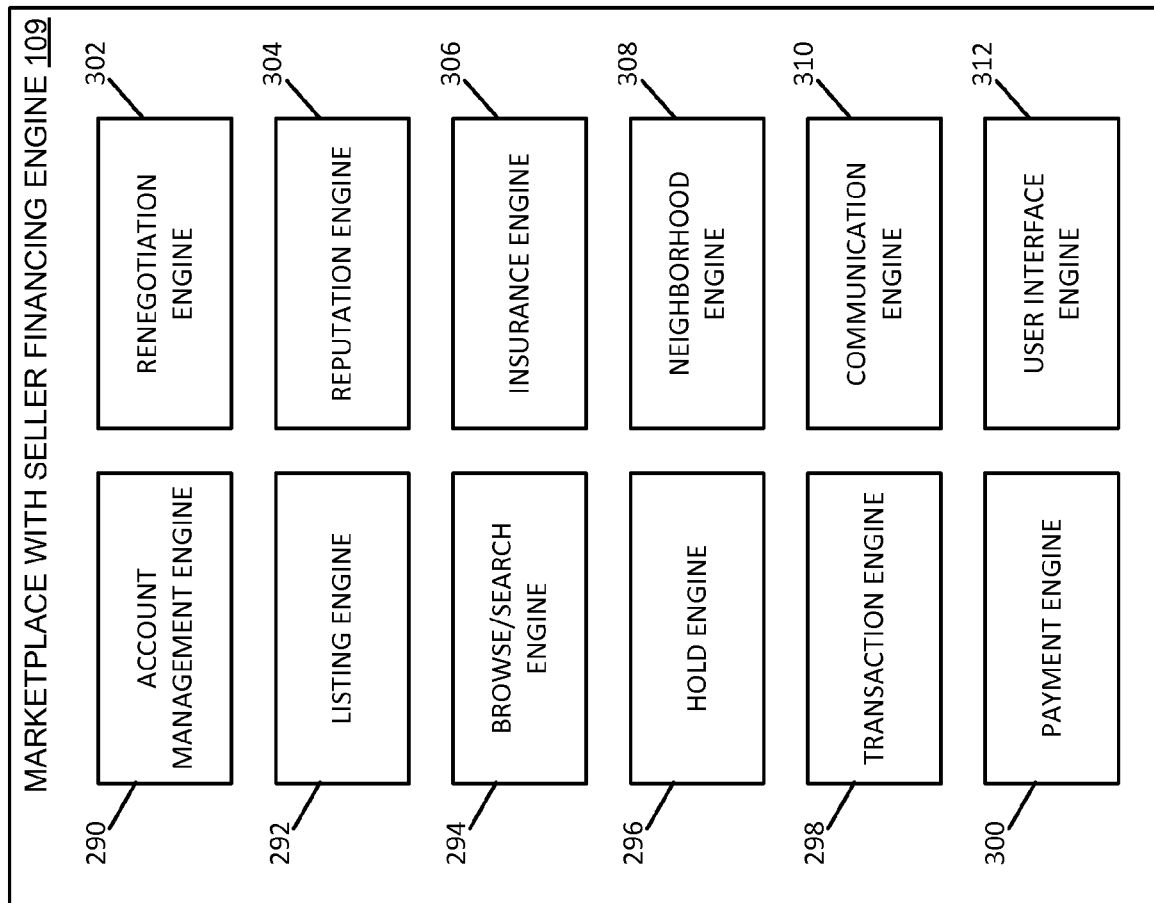 MARKETPLACE WITH SELLER FINANCING ENGINE 109
290
ACCOUNT
MANAGEMENT ENGINE
292
LISTING ENGINE
294
BROWSE/SEARCH
ENGINE
296
HOLD ENGINE
298
TRANSACTION ENGINE
300
PAYMENT ENGINE
302
RENEGOTIATION
ENGINE
304
REPUTATION ENGINE
306
INSURANCE ENGINE
308
NEIGHBORHOOD
ENGINE
310
COMMUNICATION
ENGINE
312
USER INTERFACE
ENGINE